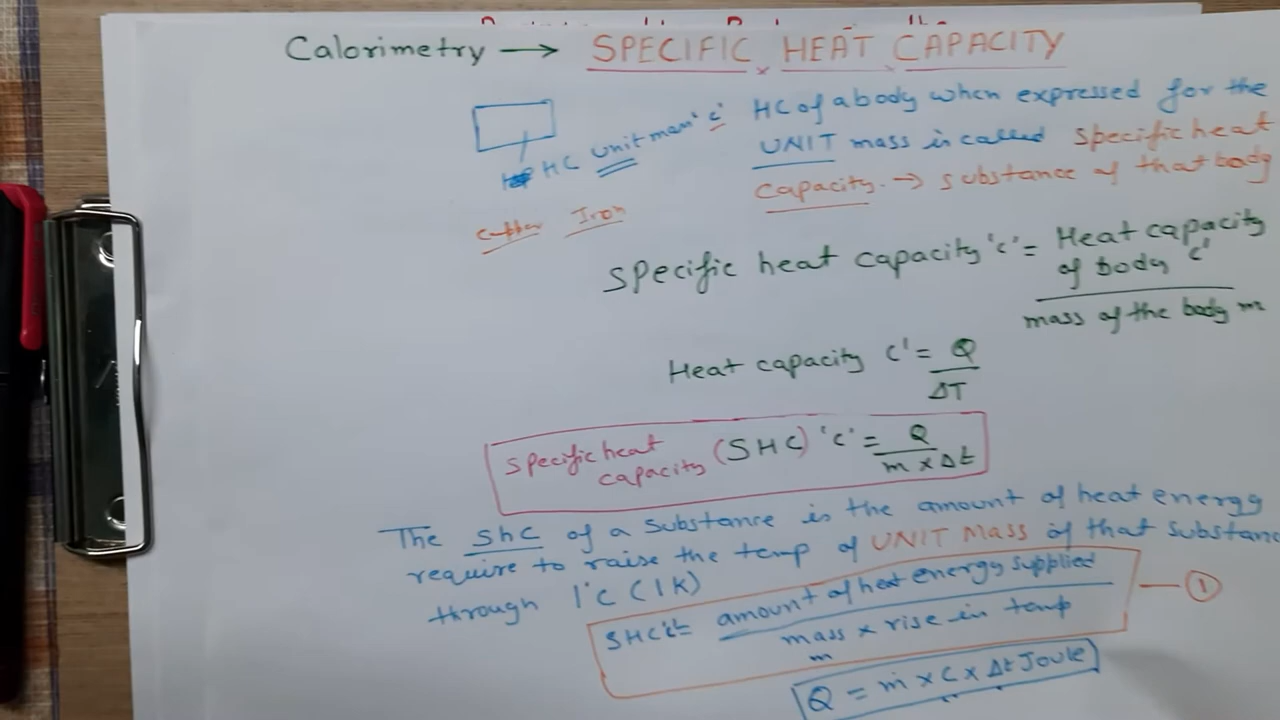 Calorimetry → SPECIFIC HEAT CAPACITY
HC of a body when expressed for the
HC unit mass 'c'
UNIT mass is called specific heat
capacity. → substance of that body
Iron
Specific heat capacity 'c' = Heat capacity
of body c'
mass of the body m
Heat capacity c' = Q
ΔT
Specific heat
capacity (SHC) 'c' = Q
m × Δt
The shc of a substance is the amount of heat energy
require to raise the temp of UNIT Mass of that substanc
through 1°c (1K)
SHC 'c' = amount of heat energy supplied
mass × rise in temp
m
①
Q = m × c × Δt Joule